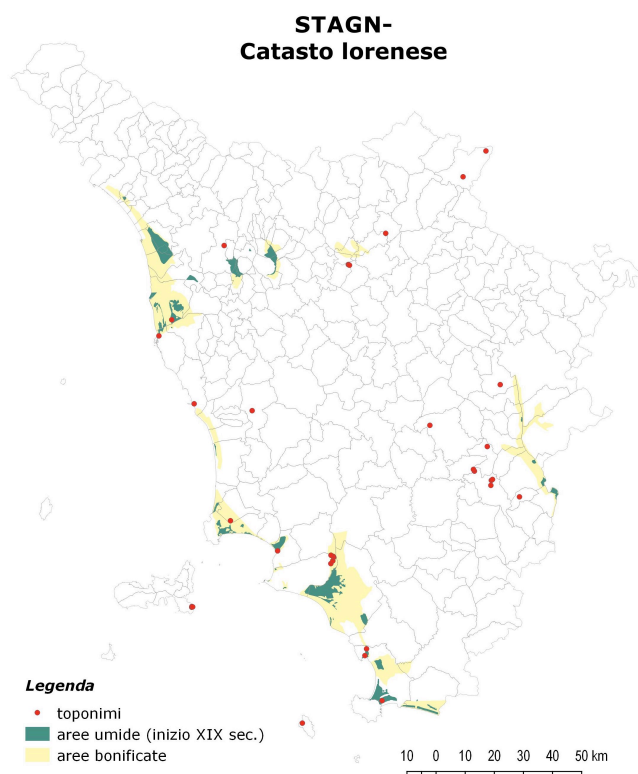 STAGN-
Catasto lorenese
Legenda
toponimi
aree umide (inizio XIX sec.)
aree bonificate
10 0 10 20 30 40 50 km